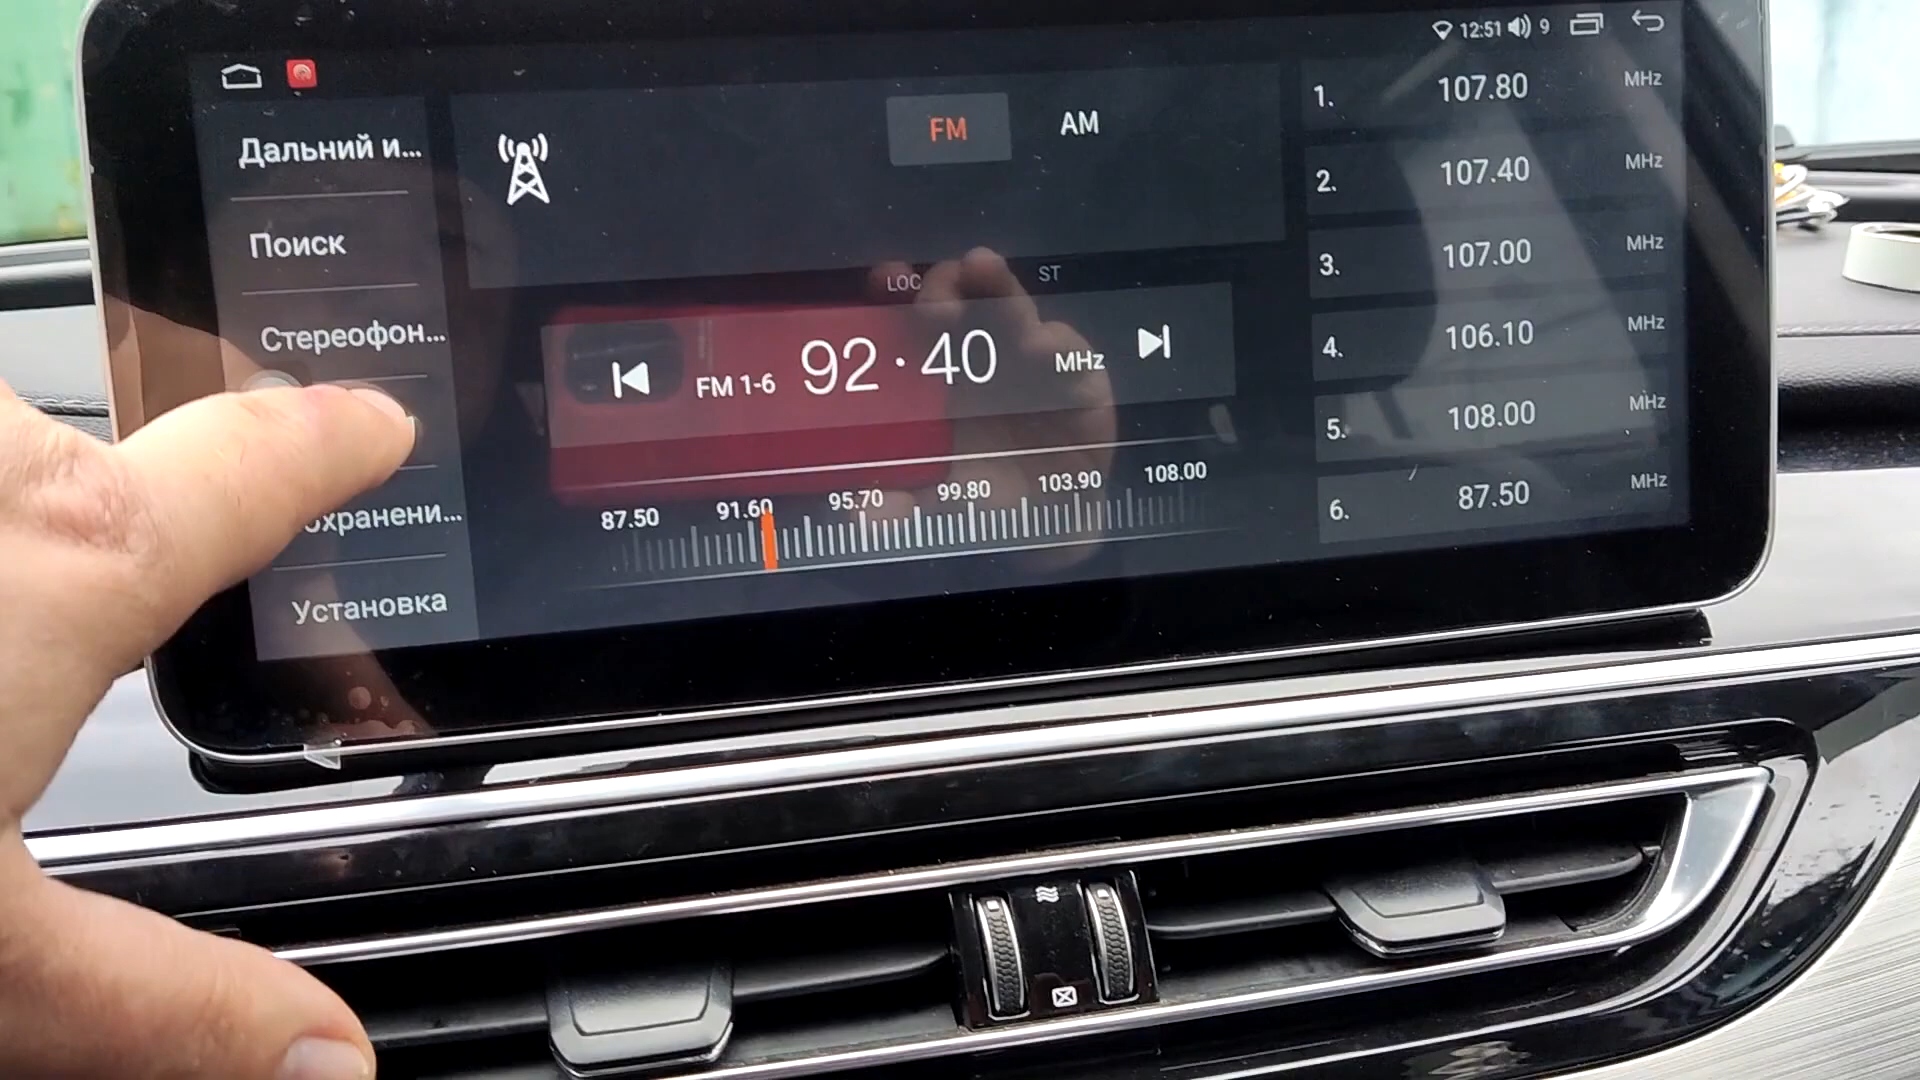 12:51 9
Дальний и...
Поиск
Стереофон...
охранени...
Установка
FM AM
LOC ST
FM 1-6 92.40 MHz
87.50 91.60 95.70 99.80 103.90 108.00
1. 107.80 MHz
2. 107.40 MHz
3. 107.00 MHz
4. 106.10 MHz
5. 108.00 MHz
6. 87.50 MHz